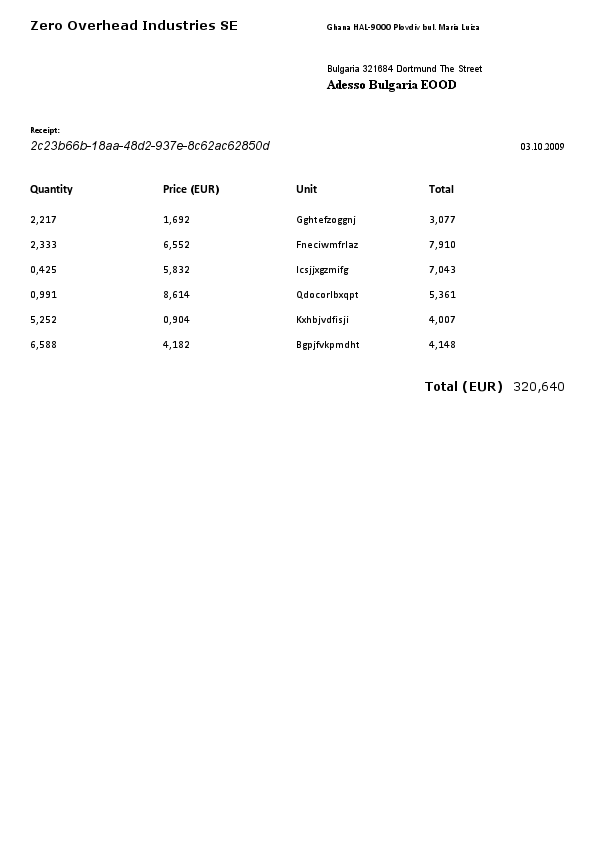 Zero Overhead Industries SE
Ghana HAL-9000 Plovdiv bul. Maria Luiza
Bulgaria 321684 Dortmund The Street
Adesso Bulgaria EOOD
Receipt:
2c23b66b-18aa-48d2-937e-8c62ac62850d 03.10.2009
Quantity Price (EUR) Unit Total
2,217 1,692 Gghtefzoggnj 3,077
2,333 6,552 Fneciwmfrlaz 7,910
0,425 5,832 Icsjjxgzmifg 7,043
0,991 8,614 Qdocorlbxqpt 5,361
5,252 0,904 Kxhbjvdfisji 4,007
6,588 4,182 Bgpjfvkpmdht 4,148
Total (EUR) 320,640